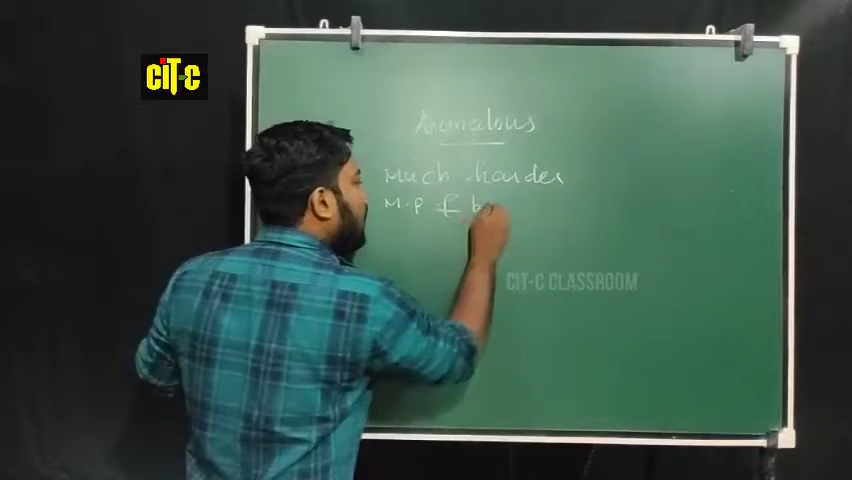 CiT-C
Anomalous
Much harder
M.P & b
CIT-C CLASSROOM